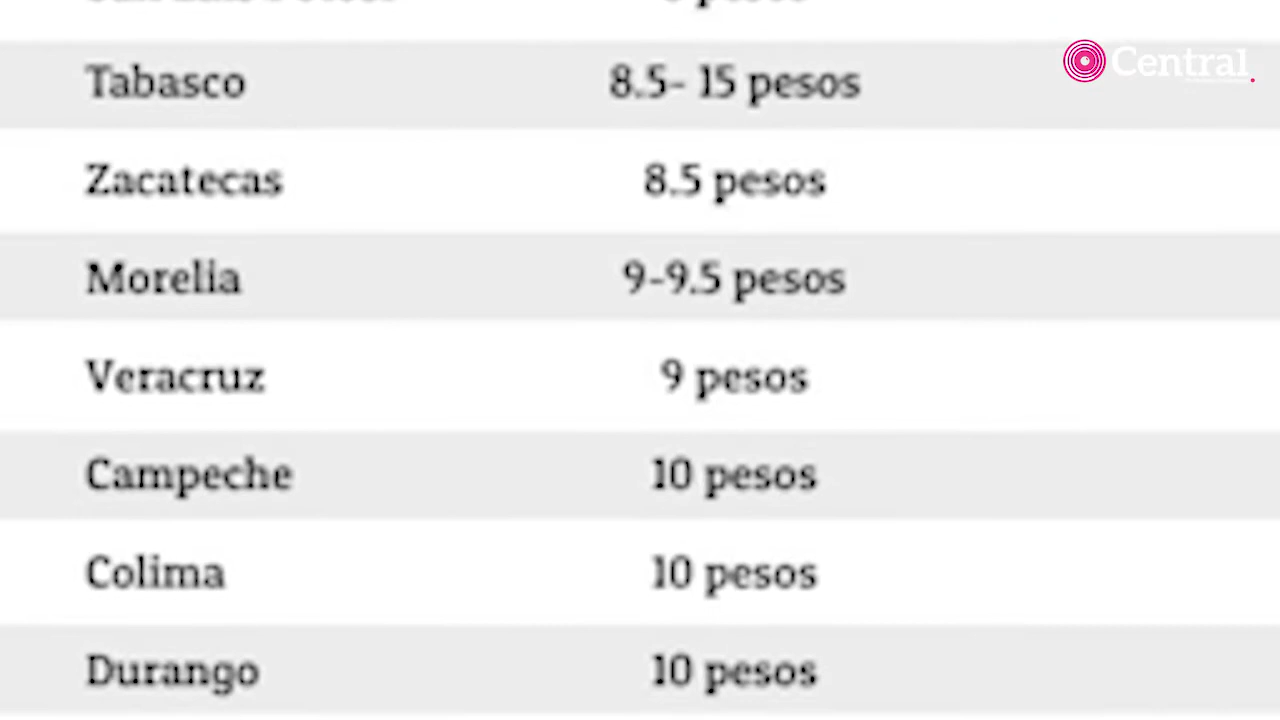 Central.
Tabasco 8.5- 15 pesos
Zacatecas 8.5 pesos
Morelia 9-9.5 pesos
Veracruz 9 pesos
Campeche 10 pesos
Colima 10 pesos
Durango 10 pesos